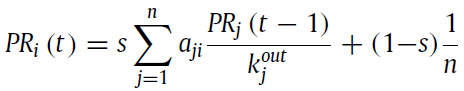 $PR_i(t) = s\sum_{j=1}^{n} a_{ji} \frac{PR_j(t-1)}{k_j^{out}} + (1-s)\frac{1}{n}$